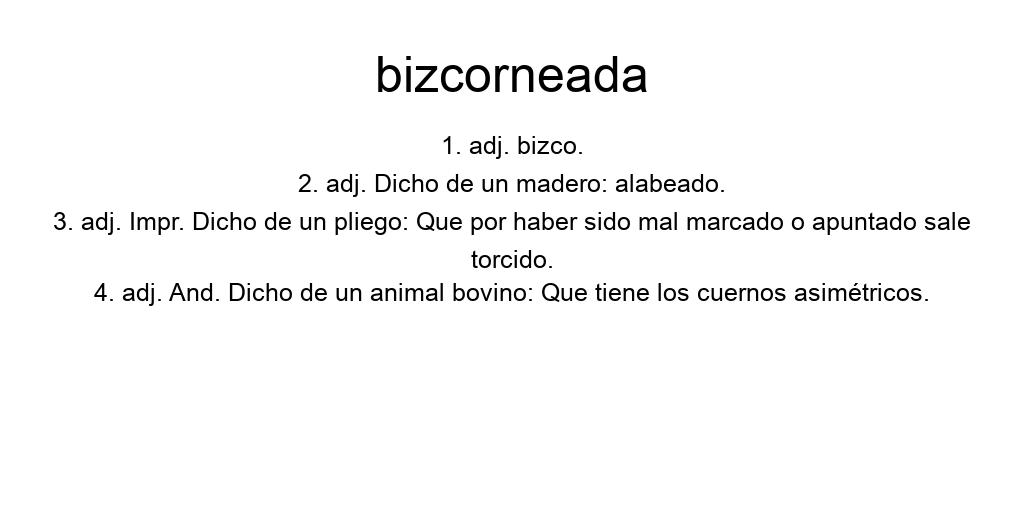 bizcorneada
1. adj. bizco.
2. adj. Dicho de un madero: alabeado.
3. adj. Impr. Dicho de un pliego: Que por haber sido mal marcado o apuntado sale
torcido.
4. adj. And. Dicho de un animal bovino: Que tiene los cuernos asimétricos.